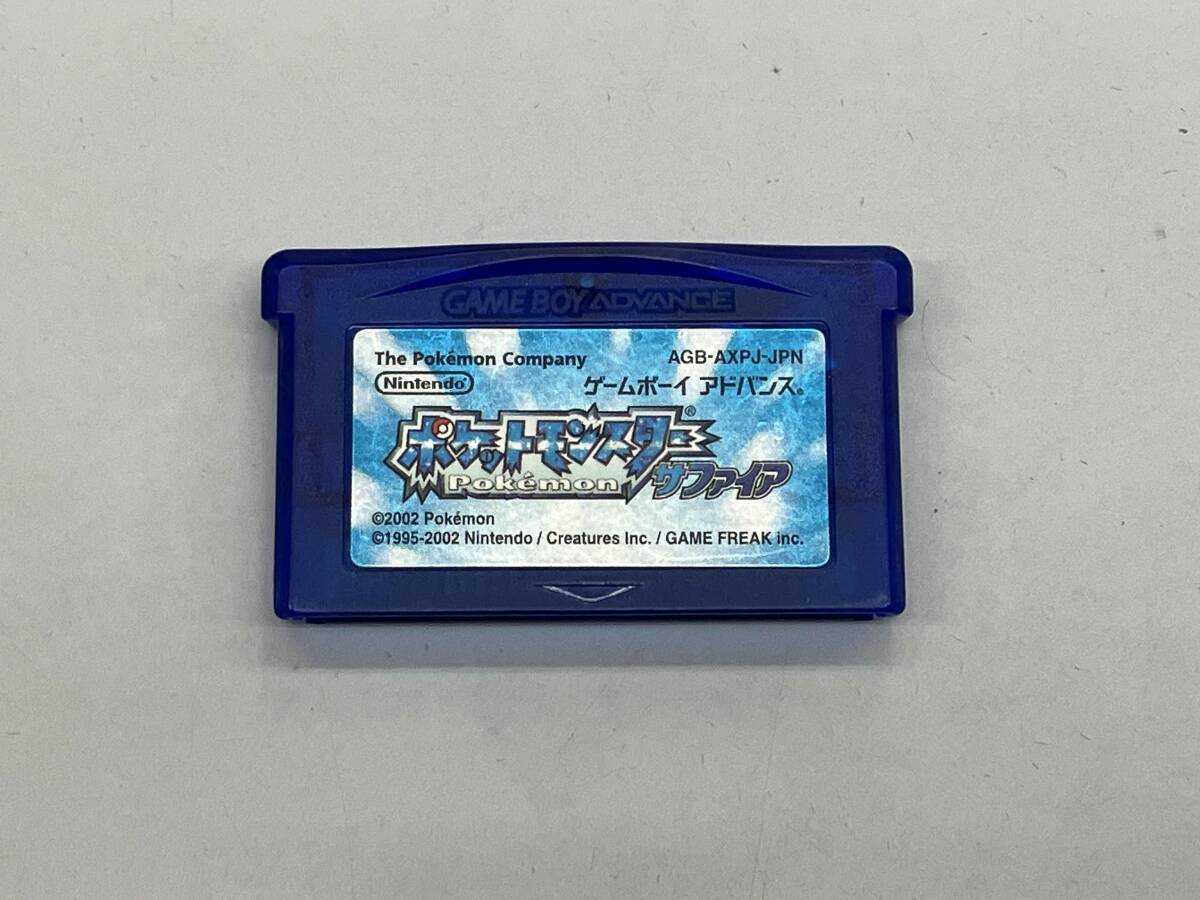 GAME BOY ADVANCE
The Pokémon Company AGB-AXPJ-JPN
Nintendo® ゲームボーイ アドバンス®
ポケットモンスター®
Pokémon サファイア
©2002 Pokémon
©1995-2002 Nintendo / Creatures Inc. / GAME FREAK inc.